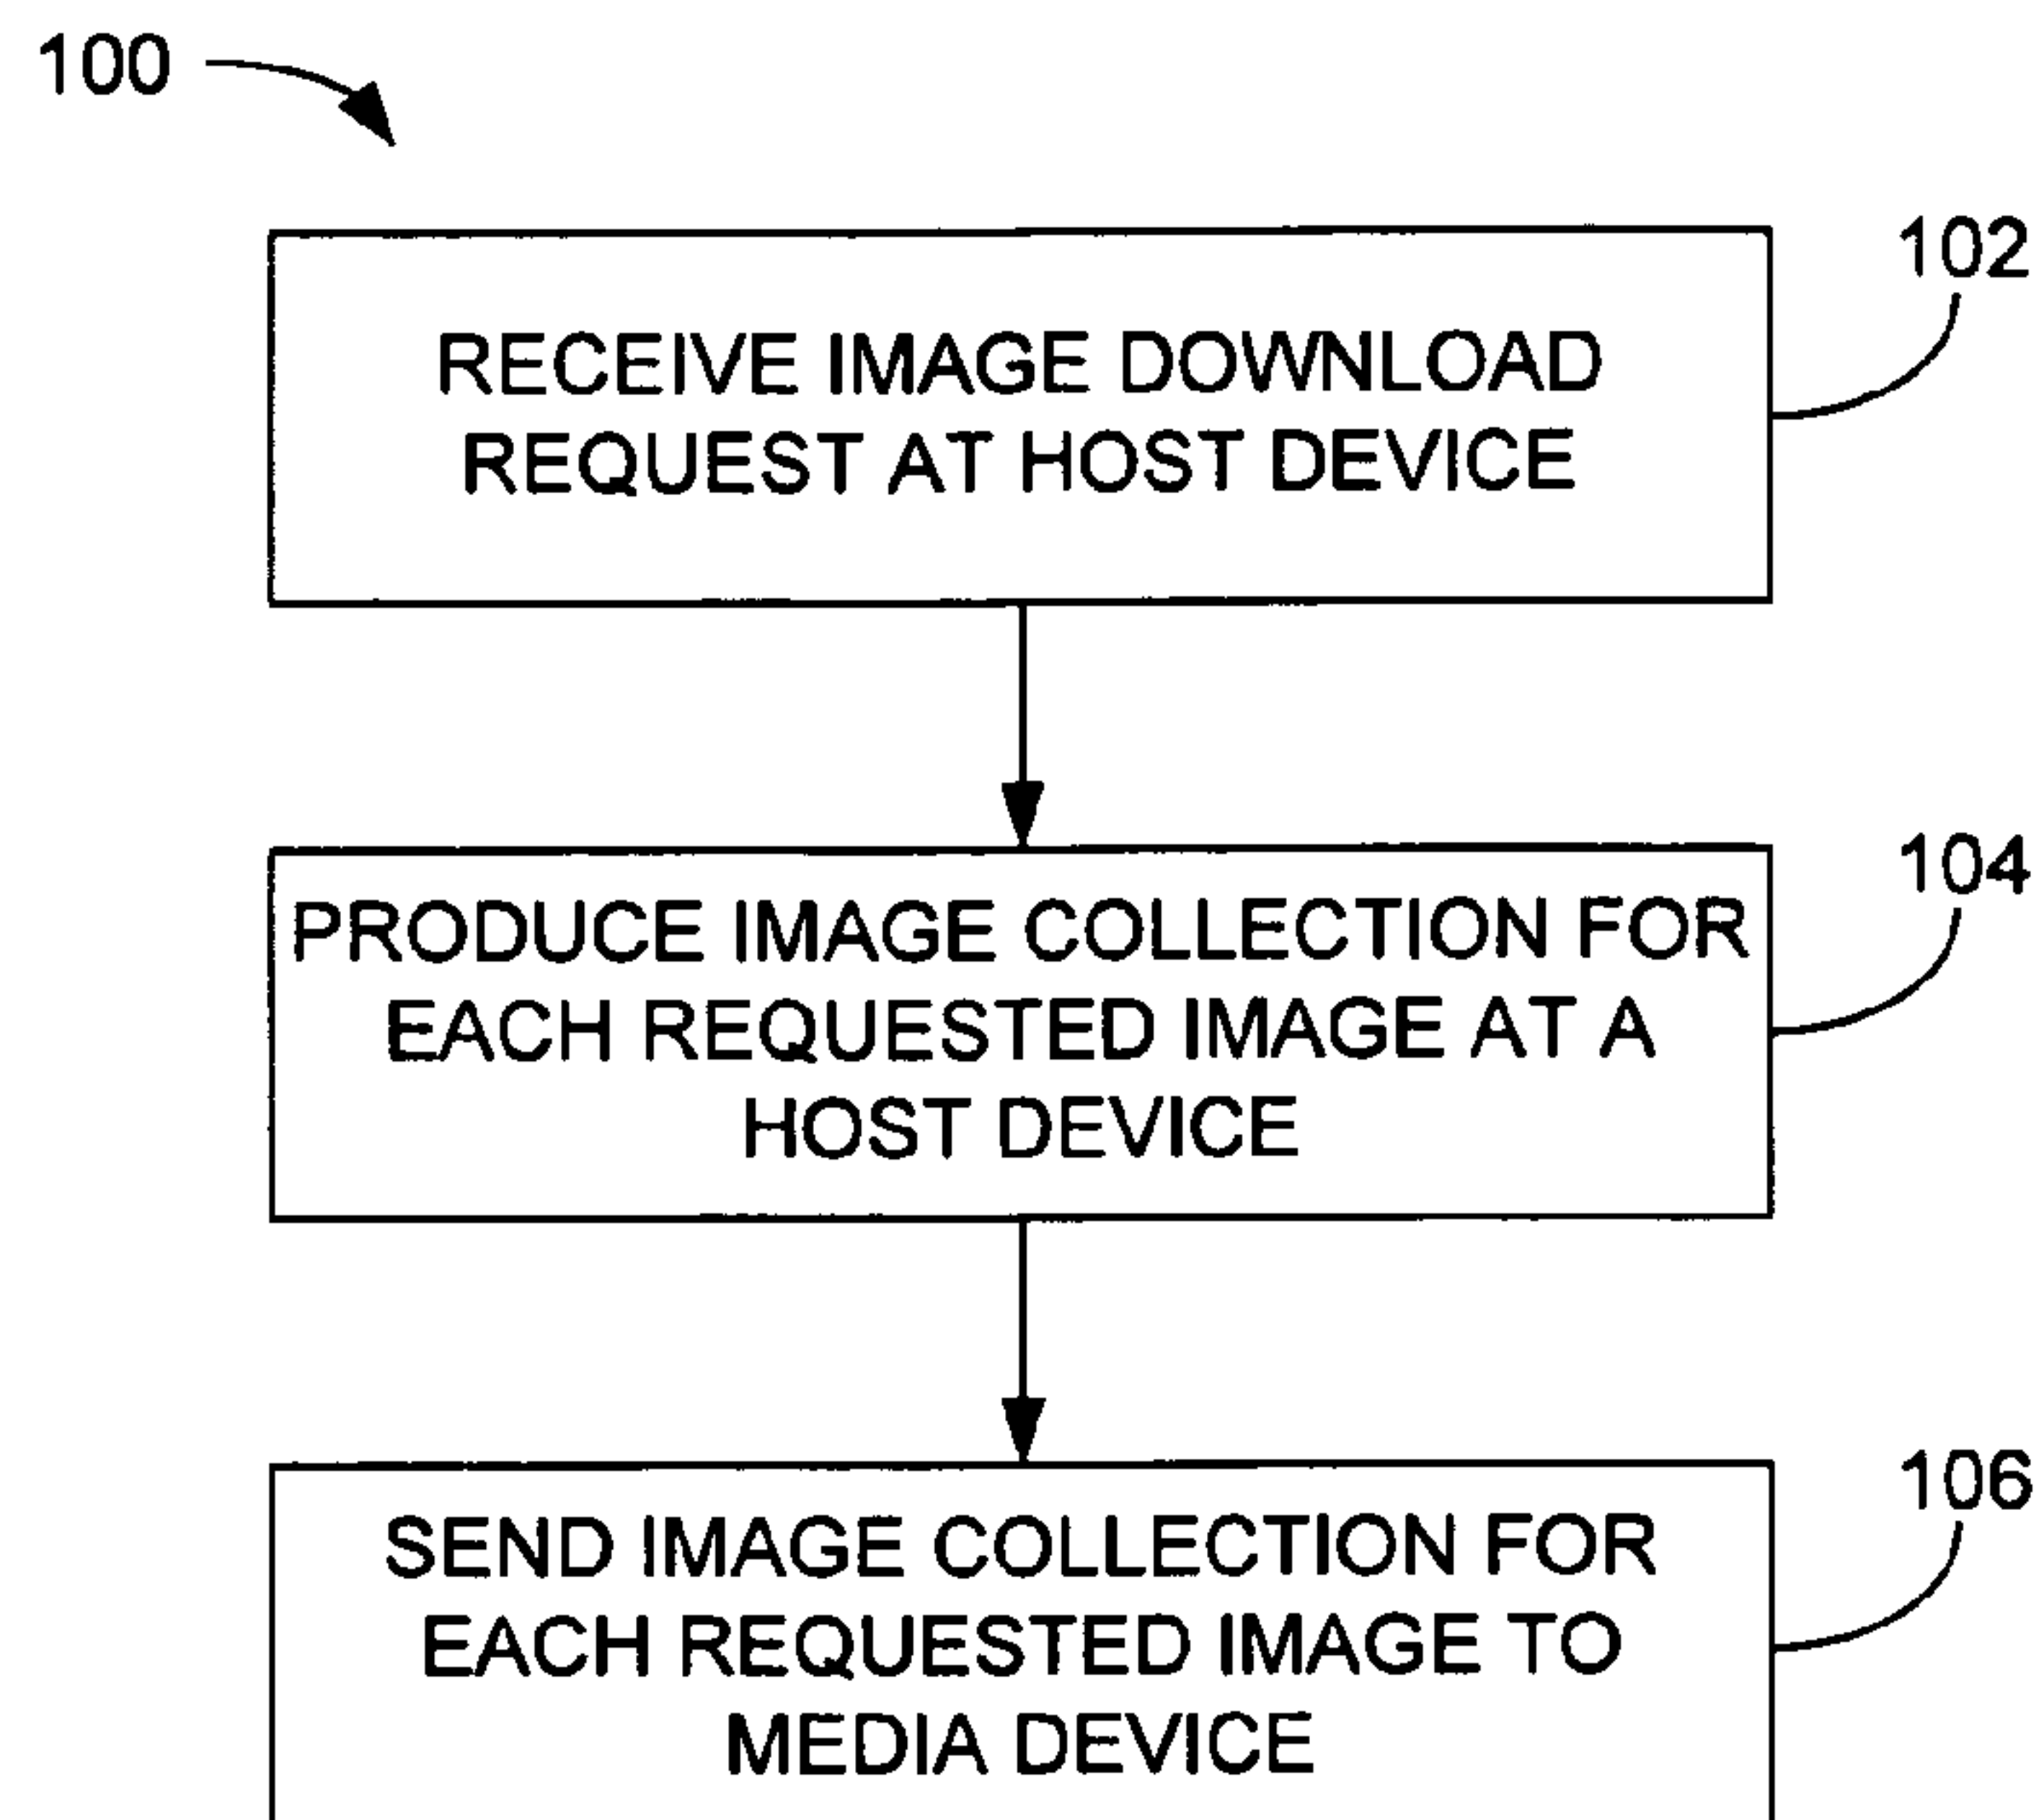 100
102
RECEIVE IMAGE DOWNLOAD
REQUEST AT HOST DEVICE
104
PRODUCE IMAGE COLLECTION FOR
EACH REQUESTED IMAGE AT A
HOST DEVICE
106
SEND IMAGE COLLECTION FOR
EACH REQUESTED IMAGE TO
MEDIA DEVICE